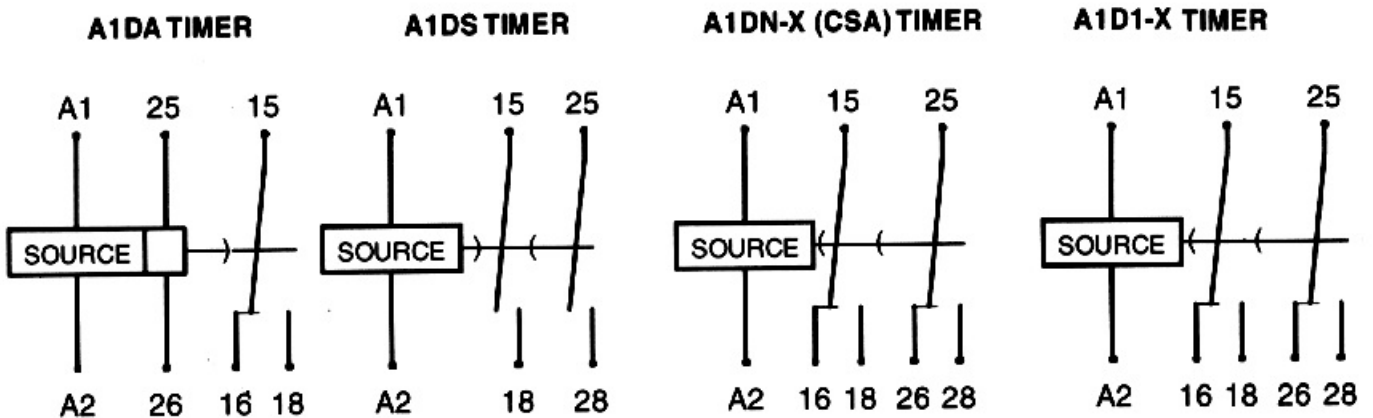 A1DA TIMER A1DS TIMER A1DN-X (CSA) TIMER A1D1-X TIMER
A1 25 15 A1 15 25 A1 15 25 A1 15 25
SOURCE SOURCE SOURCE SOURCE
A2 26 16 18 A2 18 28 A2 16 18 26 28 A2 16 18 26 28